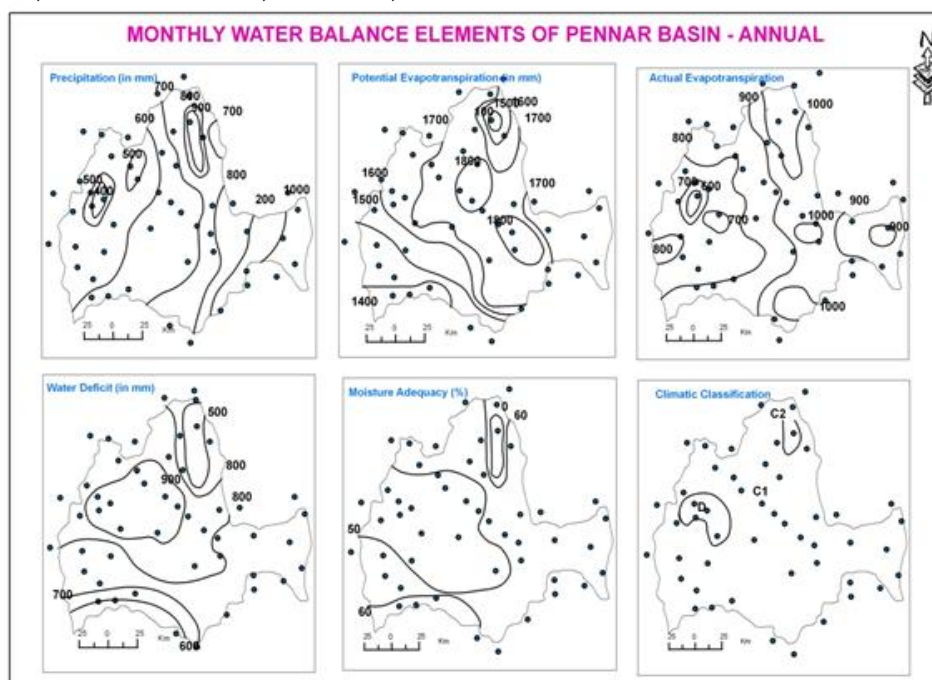 MONTHLY WATER BALANCE ELEMENTS OF PENNAR BASIN - ANNUAL
N
Precipitation (in mm)
700
800
900
700
600
500
500
400
800
200
1000
25 0 25
Km
Potential Evapotranspiration (in mm)
1500
1600
1700
1700
1800
1600
1700
1500
1800
1400
25 0 25
Km
Actual Evapotranspiration
900
1000
800
700
600
700
900
1000
800
900
1000
25 0 25
Km
Water Deficit (in mm)
500
800
900
800
700
600
25 0 25
Km
Moisture Adequacy (%)
0
60
50
60
25 0 25
Km
Climatic Classification
C2
C1
D
25 0 25
Km